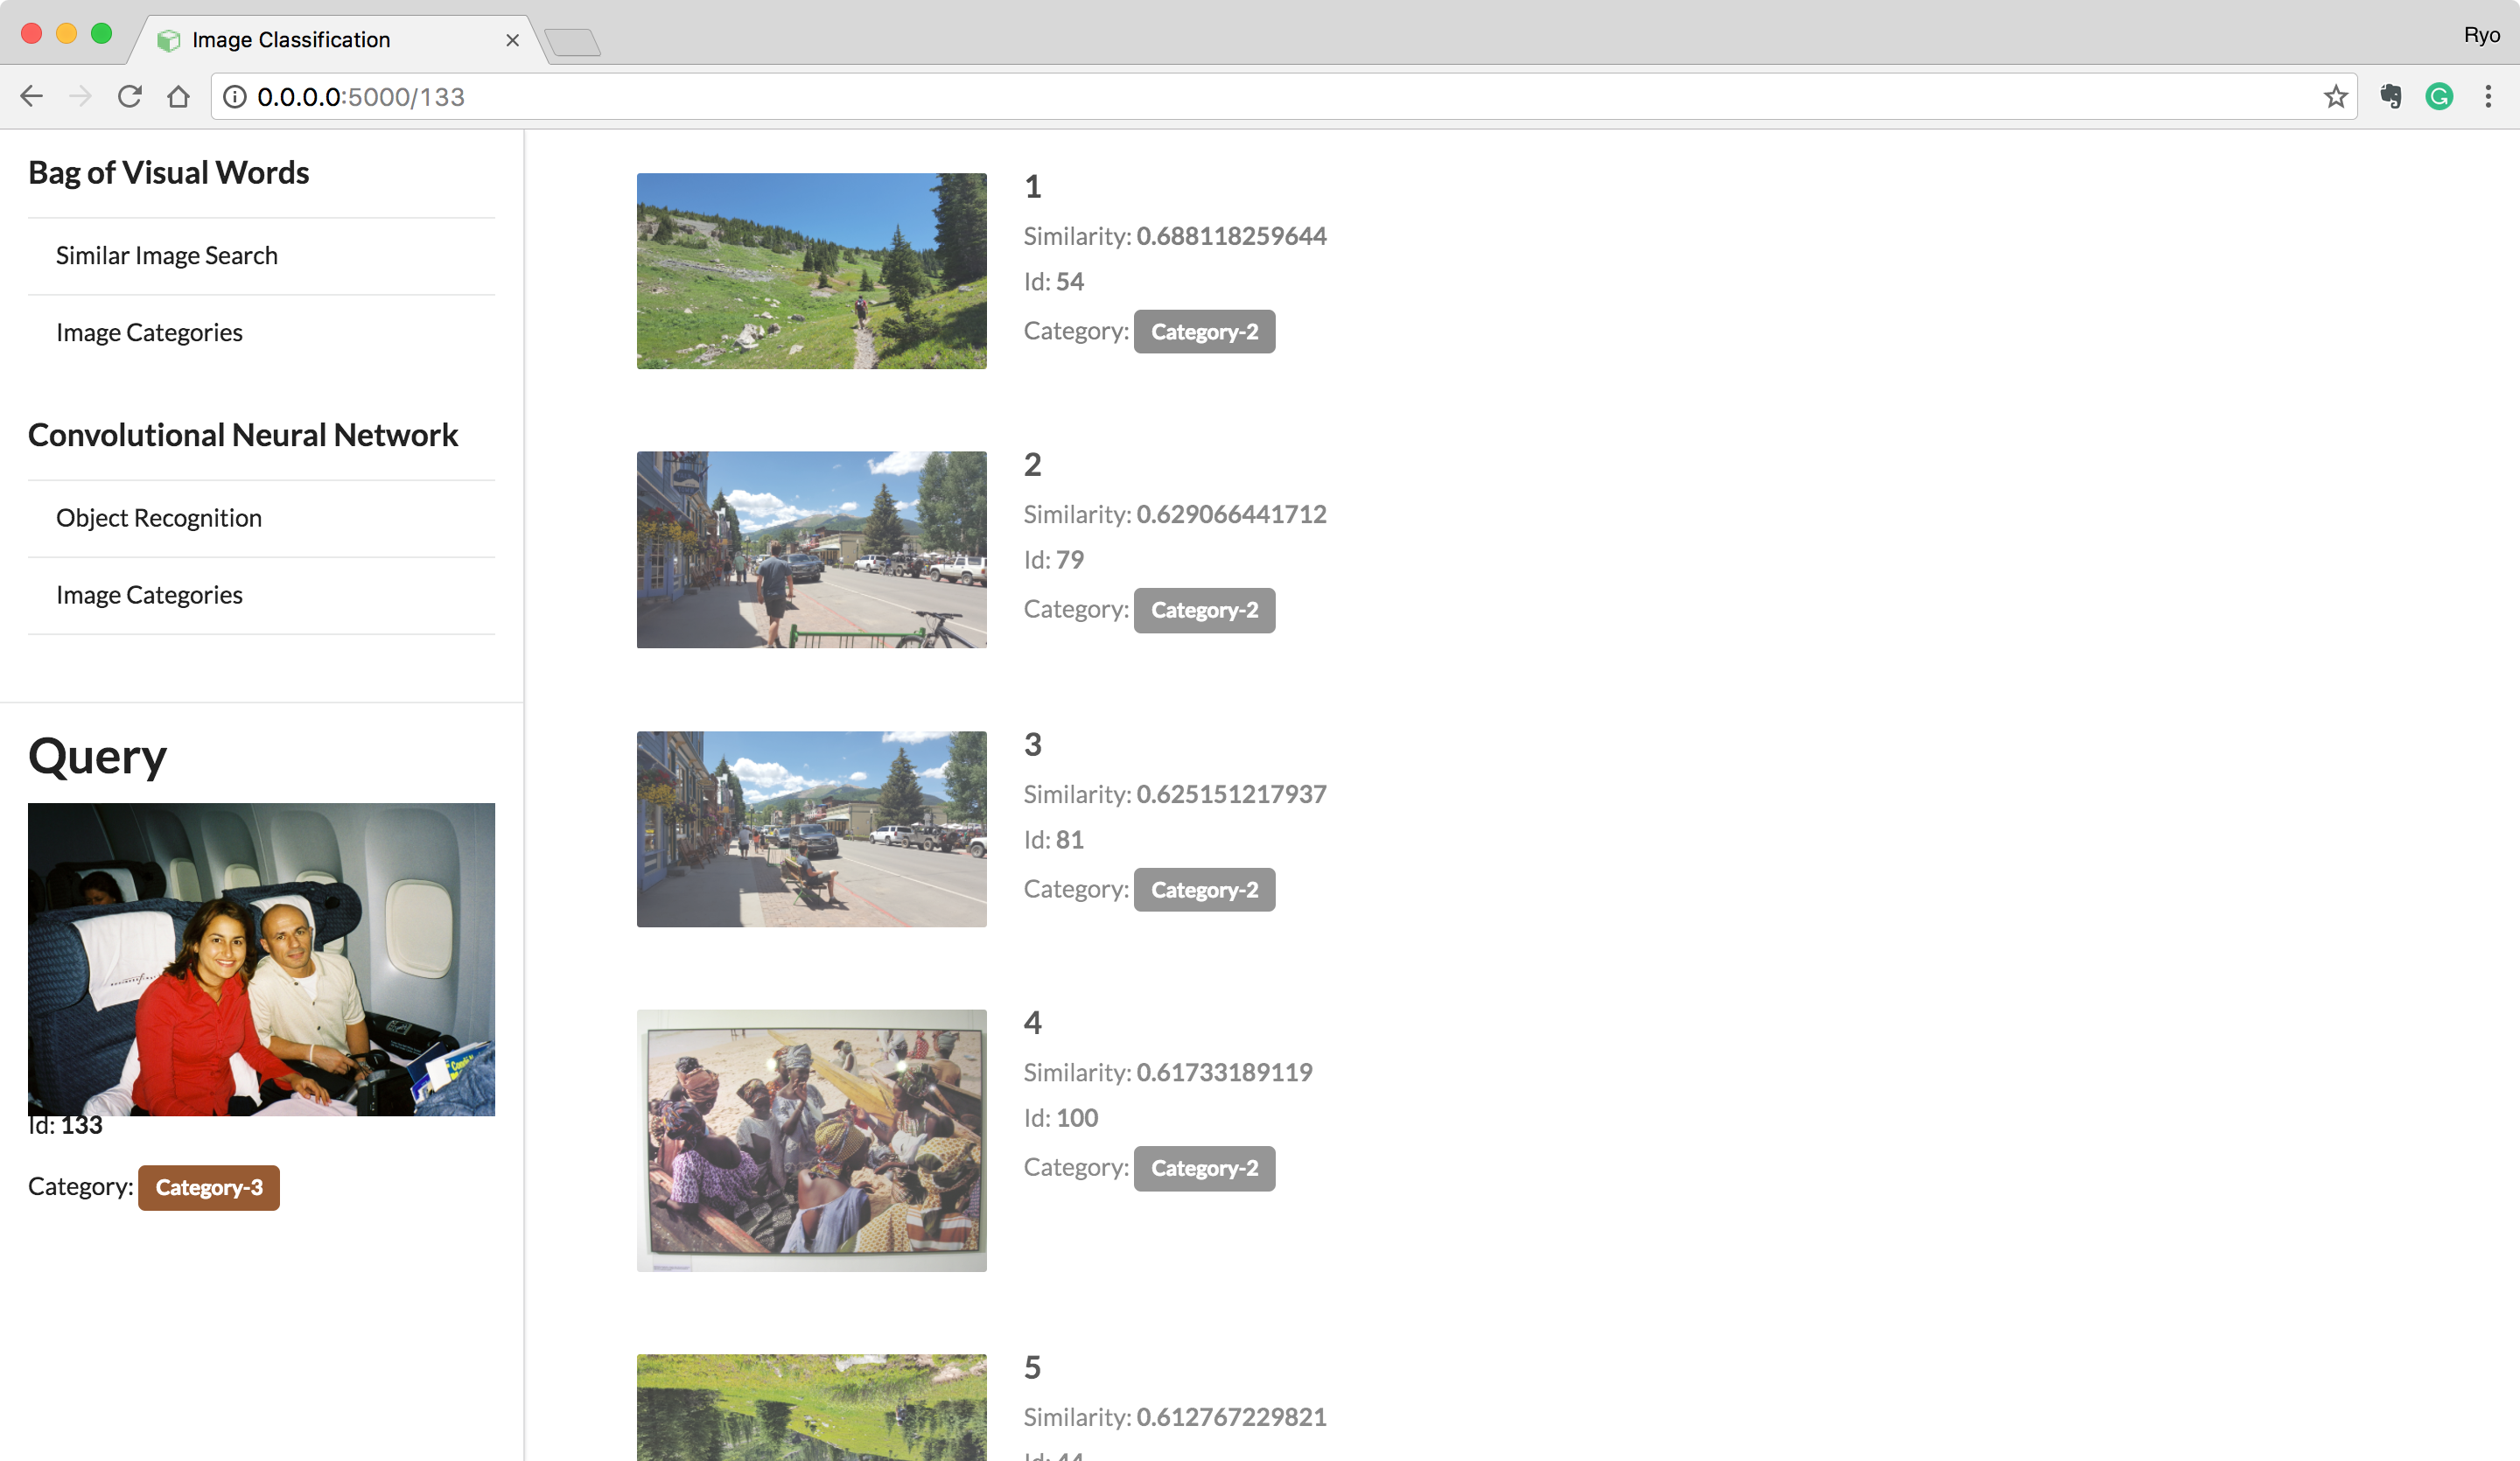 Image Classification
Ryo
0.0.0.0:5000/133
Bag of Visual Words
Similar Image Search
Image Categories
Convolutional Neural Network
Object Recognition
Image Categories
Query
Id: 133
Category: Category-3
1
Similarity: 0.688118259644
Id: 54
Category: Category-2
2
Similarity: 0.629066441712
Id: 79
Category: Category-2
3
Similarity: 0.625151217937
Id: 81
Category: Category-2
4
Similarity: 0.61733189119
Id: 100
Category: Category-2
5
Similarity: 0.612767229821
Id: 44